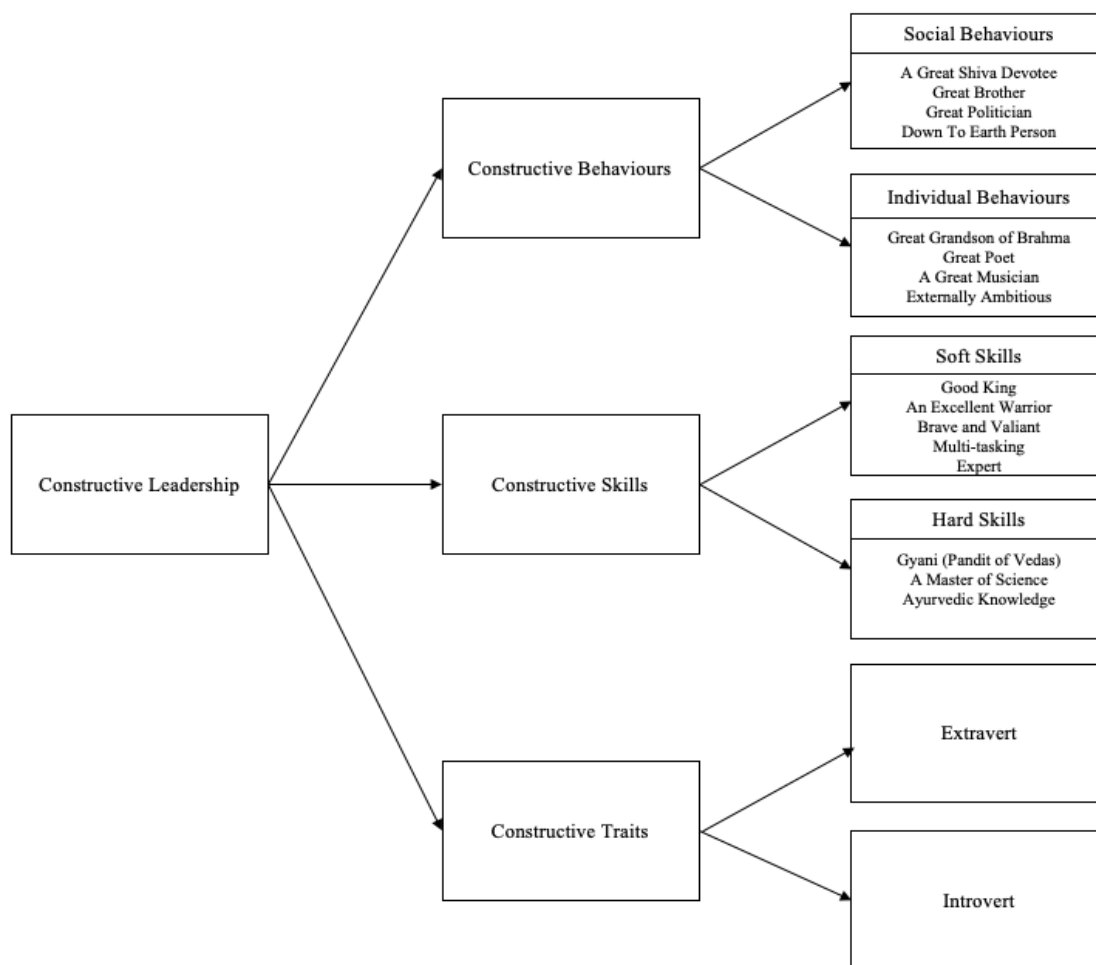 Social Behaviours
A Great Shiva Devotee
Great Brother
Great Politician
Down To Earth Person
Constructive Behaviours
Individual Behaviours
Great Grandson of Brahma
Great Poet
A Great Musician
Externally Ambitious
Soft Skills
Good King
An Excellent Warrior
Brave and Valiant
Multi-tasking
Expert
Constructive Leadership
Constructive Skills
Hard Skills
Gyani (Pandit of Vedas)
A Master of Science
Ayurvedic Knowledge
Extravert
Constructive Traits
Introvert